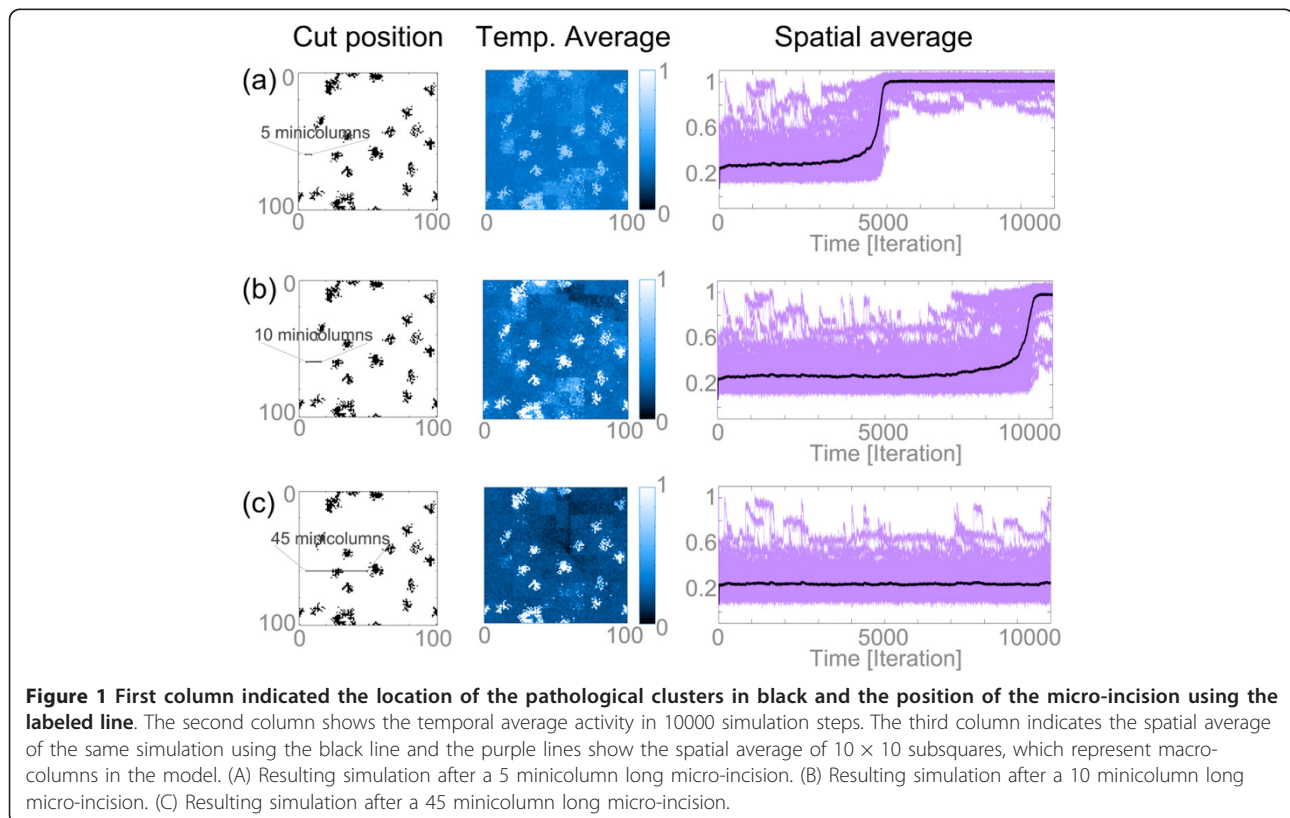 Cut position Temp. Average Spatial average
(a)
0
5 minicolumns
100
0 100
1
0
0 100
1
0.6
0.2
0 5000 10000
Time [Iteration]
(b)
0
10 minicolumns
100
0 100
1
0
0 100
1
0.6
0.2
0 5000 10000
Time [Iteration]
(c)
0
45 minicolumns
100
0 100
1
0
0 100
1
0.6
0.2
0 5000 10000
Time [Iteration]
Figure 1 First column indicated the location of the pathological clusters in black and the position of the micro-incision using the
labeled line. The second column shows the temporal average activity in 10000 simulation steps. The third column indicates the spatial average
of the same simulation using the black line and the purple lines show the spatial average of 10 × 10 subsquares, which represent macro-
columns in the model. (A) Resulting simulation after a 5 minicolumn long micro-incision. (B) Resulting simulation after a 10 minicolumn long
micro-incision. (C) Resulting simulation after a 45 minicolumn long micro-incision.